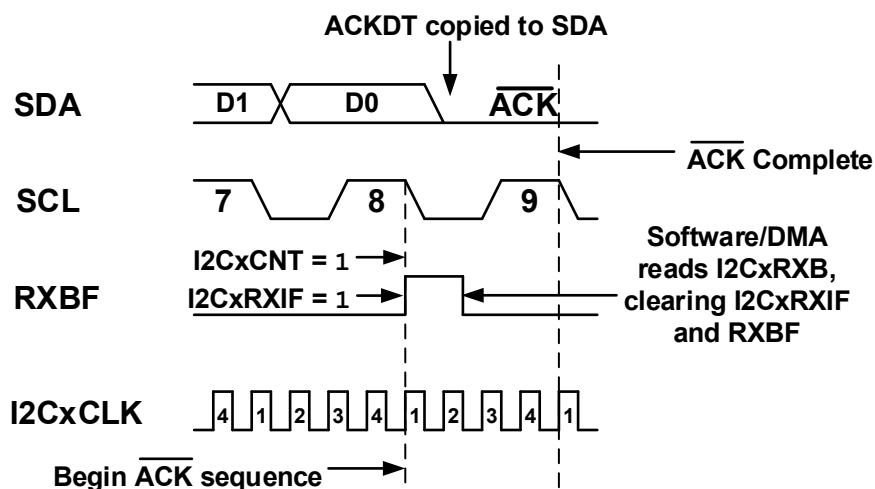 ACKDT copied to SDA
SDA
D1
D0
ACK
ACK Complete
SCL
7
8
9
I2CxCNT = 1
I2CxRXIF = 1
Software/DMA
reads I2CxRXB,
clearing I2CxRXIF
and RXBF
RXBF
I2CxCLK
4 1 2 3 4 1 2 3 4 1
Begin ACK sequence